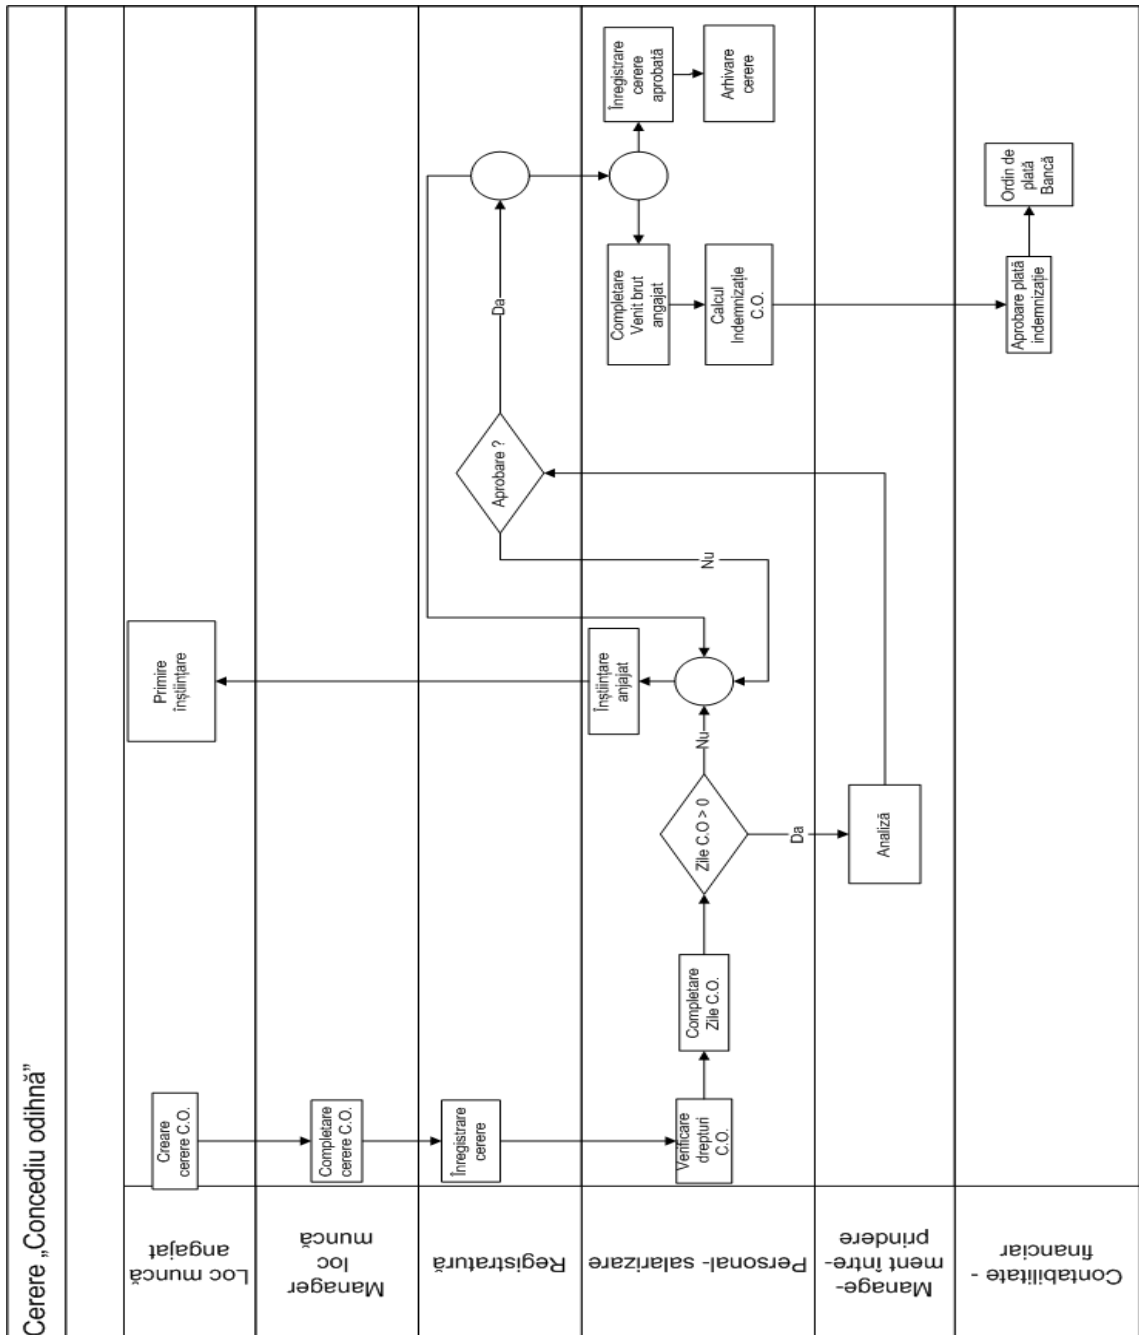 Cerere „Concediu odihnă”
Loc muncă
angajat
Creare
cerere C.O.
Primire
înștiințare
Manager
loc
muncă
Completare
cerere C.O.
Registratură
Înregistrare
cerere
Aprobare ?
Da
Nu
Personal- salarizare
Verificare
drepturi
C.O.
Completare
Zile C.O.
Zile C.O > 0
Nu
Da
Înștiințare
anjajat
Completare
Venit brut
angajat
Calcul
Indemnizație
C.O.
Înregistrare
cerere
aprobată
Arhivare
cerere
Manage-
ment între-
prindere
Analiză
Contabilitate -
financiar
Aprobare plată
indemnizație
Ordin de
plată
Bancă